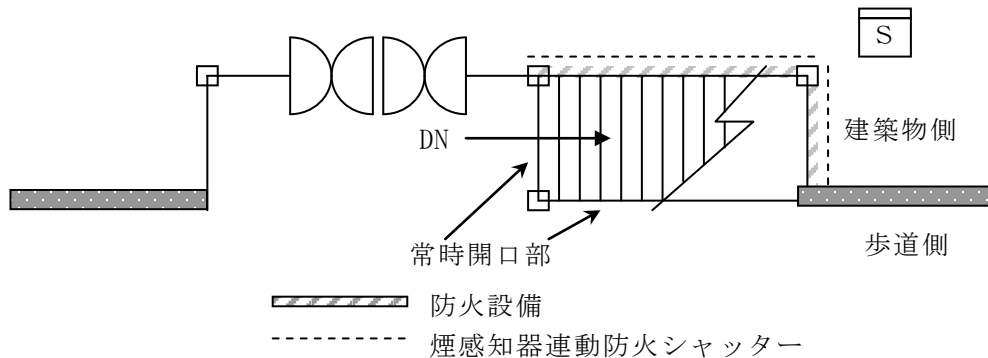 S
建築物側
DN
歩道側
常時開口部
防火設備
煙感知器連動防火シャッター